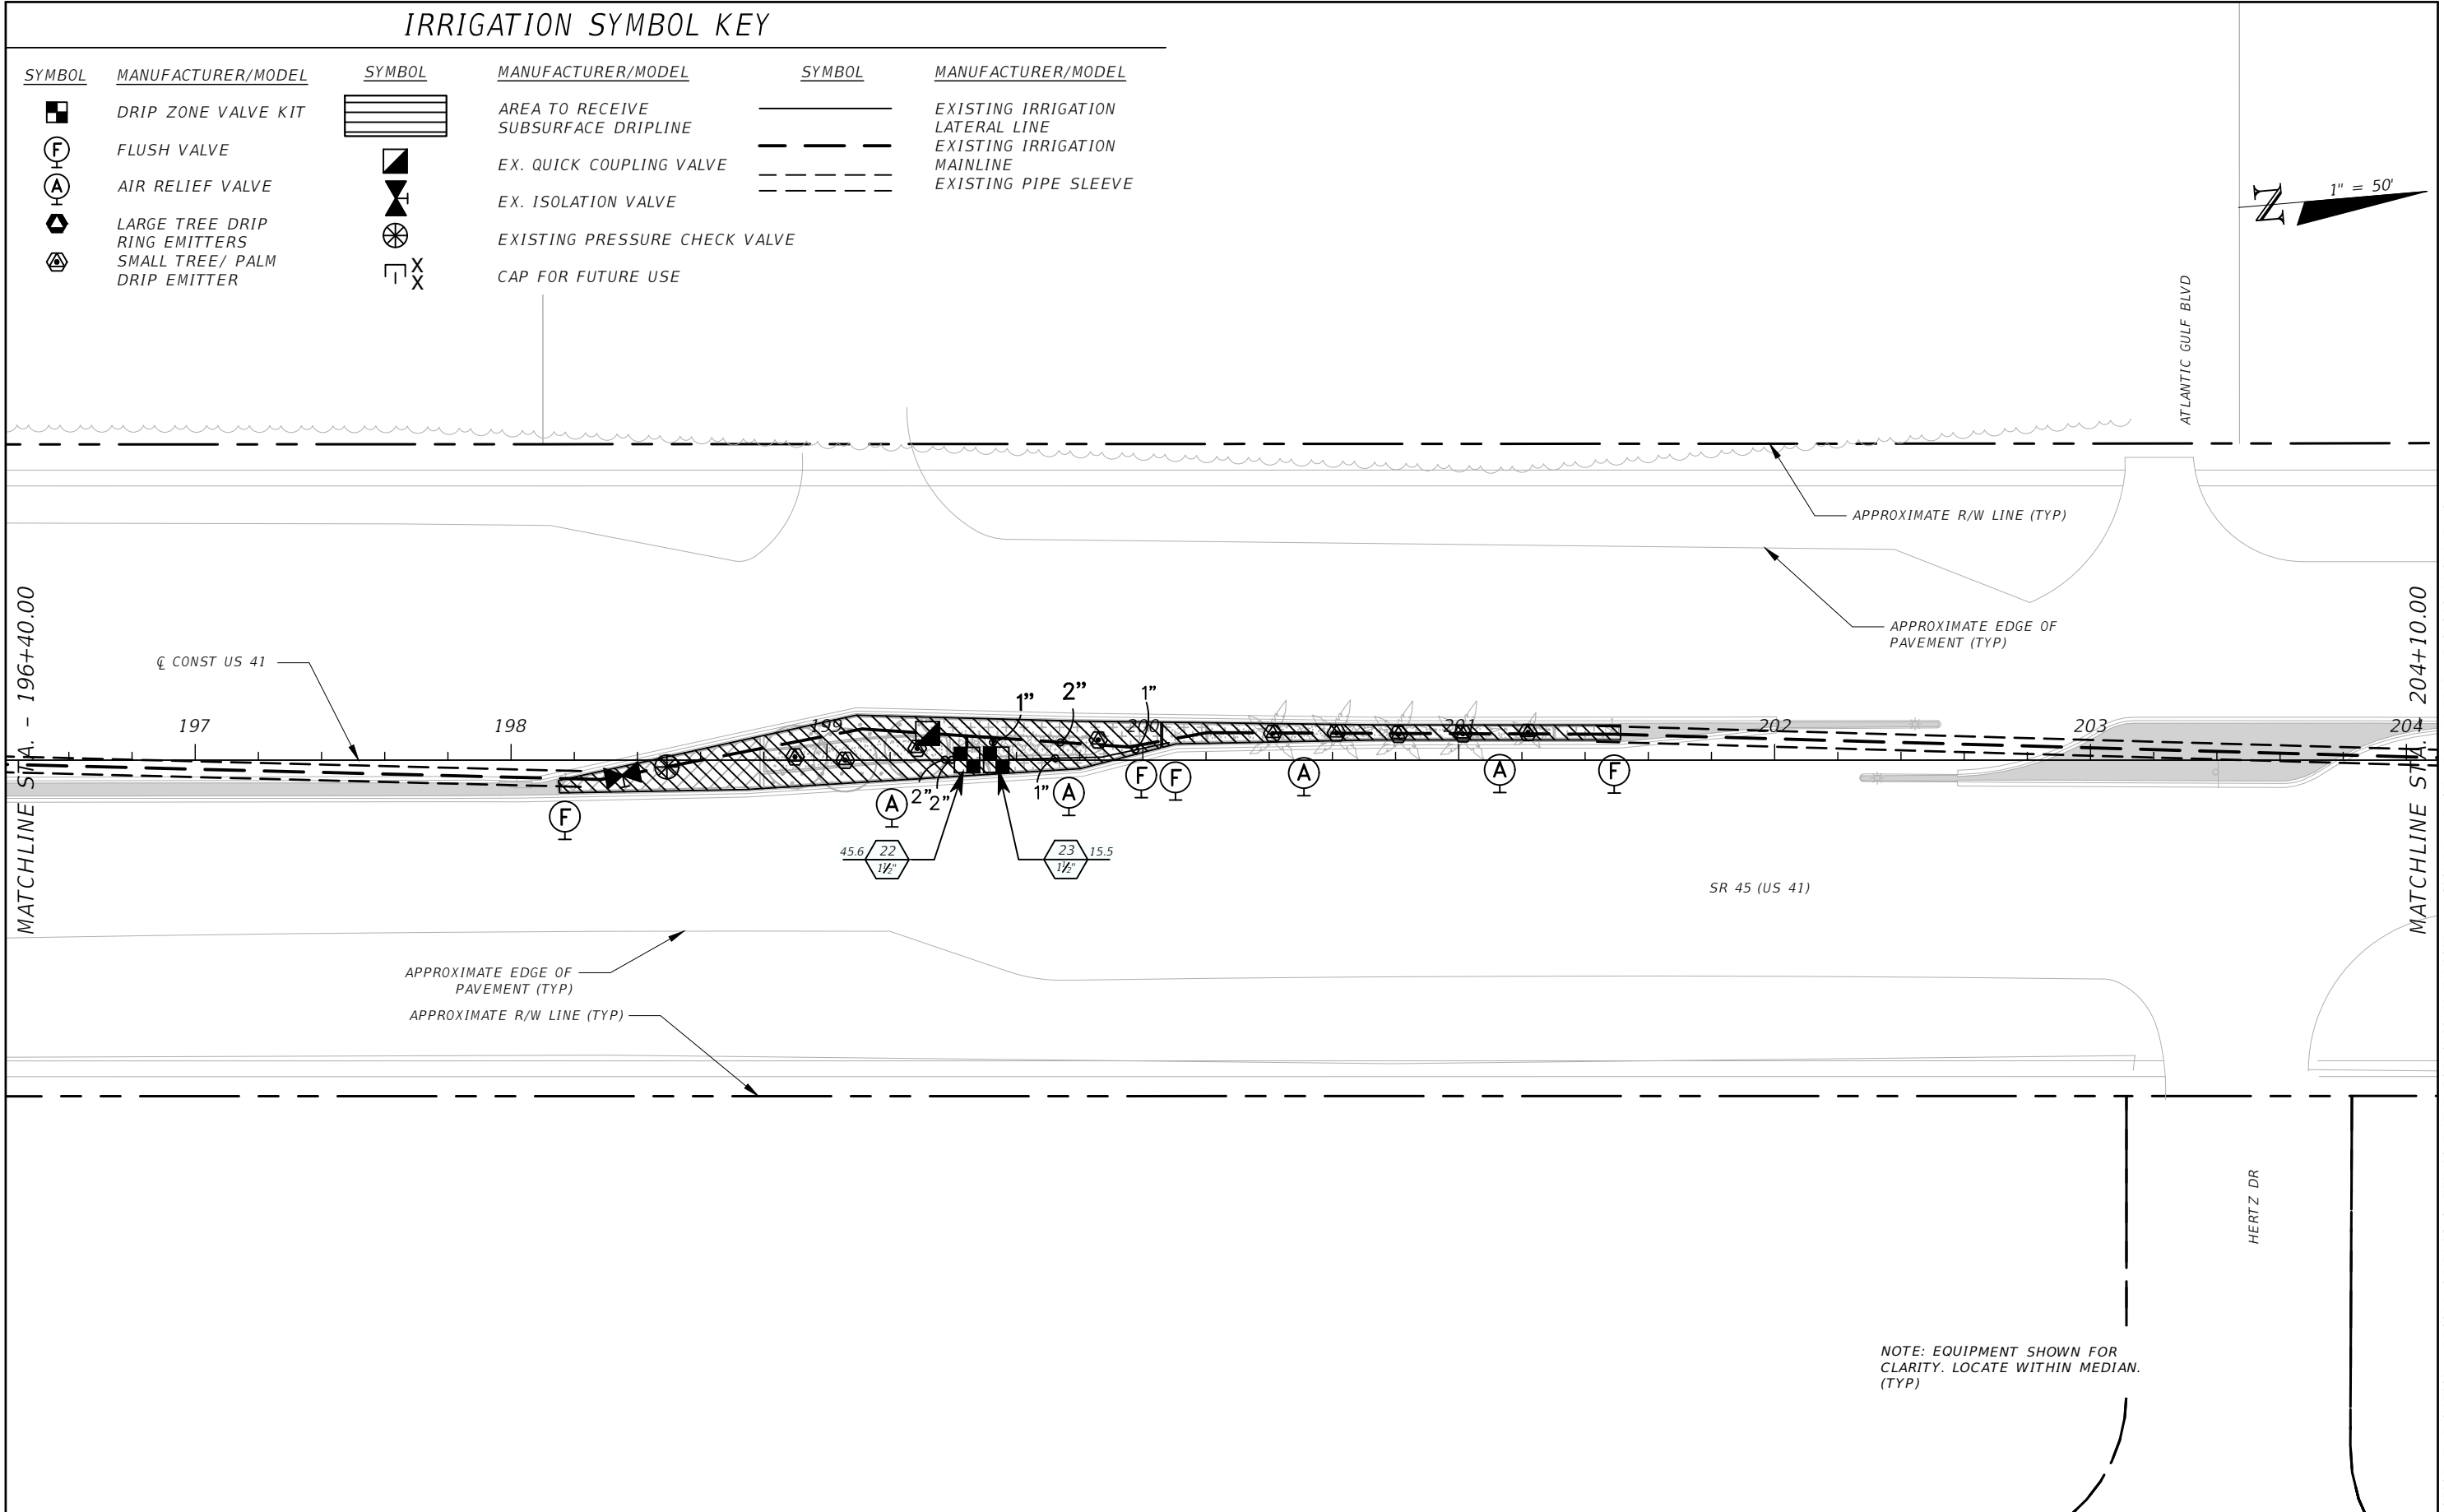 IRRIGATION SYMBOL KEY
SYMBOL MANUFACTURER/MODEL SYMBOL MANUFACTURER/MODEL SYMBOL MANUFACTURER/MODEL
DRIP ZONE VALVE KIT
F FLUSH VALVE
A AIR RELIEF VALVE
LARGE TREE DRIP
RING EMITTERS
SMALL TREE/ PALM
DRIP EMITTER
AREA TO RECEIVE
SUBSURFACE DRIPLINE
EX. QUICK COUPLING VALVE
EX. ISOLATION VALVE
EXISTING PRESSURE CHECK VALVE
X
X
CAP FOR FUTURE USE
EXISTING IRRIGATION
LATERAL LINE
EXISTING IRRIGATION
MAINLINE
EXISTING PIPE SLEEVE
N
1" = 50'
ATLANTIC GULF BLVD
APPROXIMATE R/W LINE (TYP)
APPROXIMATE EDGE OF
PAVEMENT (TYP)
MATCHLINE STA. - 196+40.00
MATCHLINE STA. 204+10.00
℄ CONST US 41
197 198 199 200 201 202 203 204
1” 2” 1”
2” 2” 1”
F A A F F A A F
45.6 22 1½"
23 1½" 15.5
SR 45 (US 41)
APPROXIMATE EDGE OF
PAVEMENT (TYP)
APPROXIMATE R/W LINE (TYP)
HERTZ DR
NOTE: EQUIPMENT SHOWN FOR
CLARITY. LOCATE WITHIN MEDIAN.
(TYP)